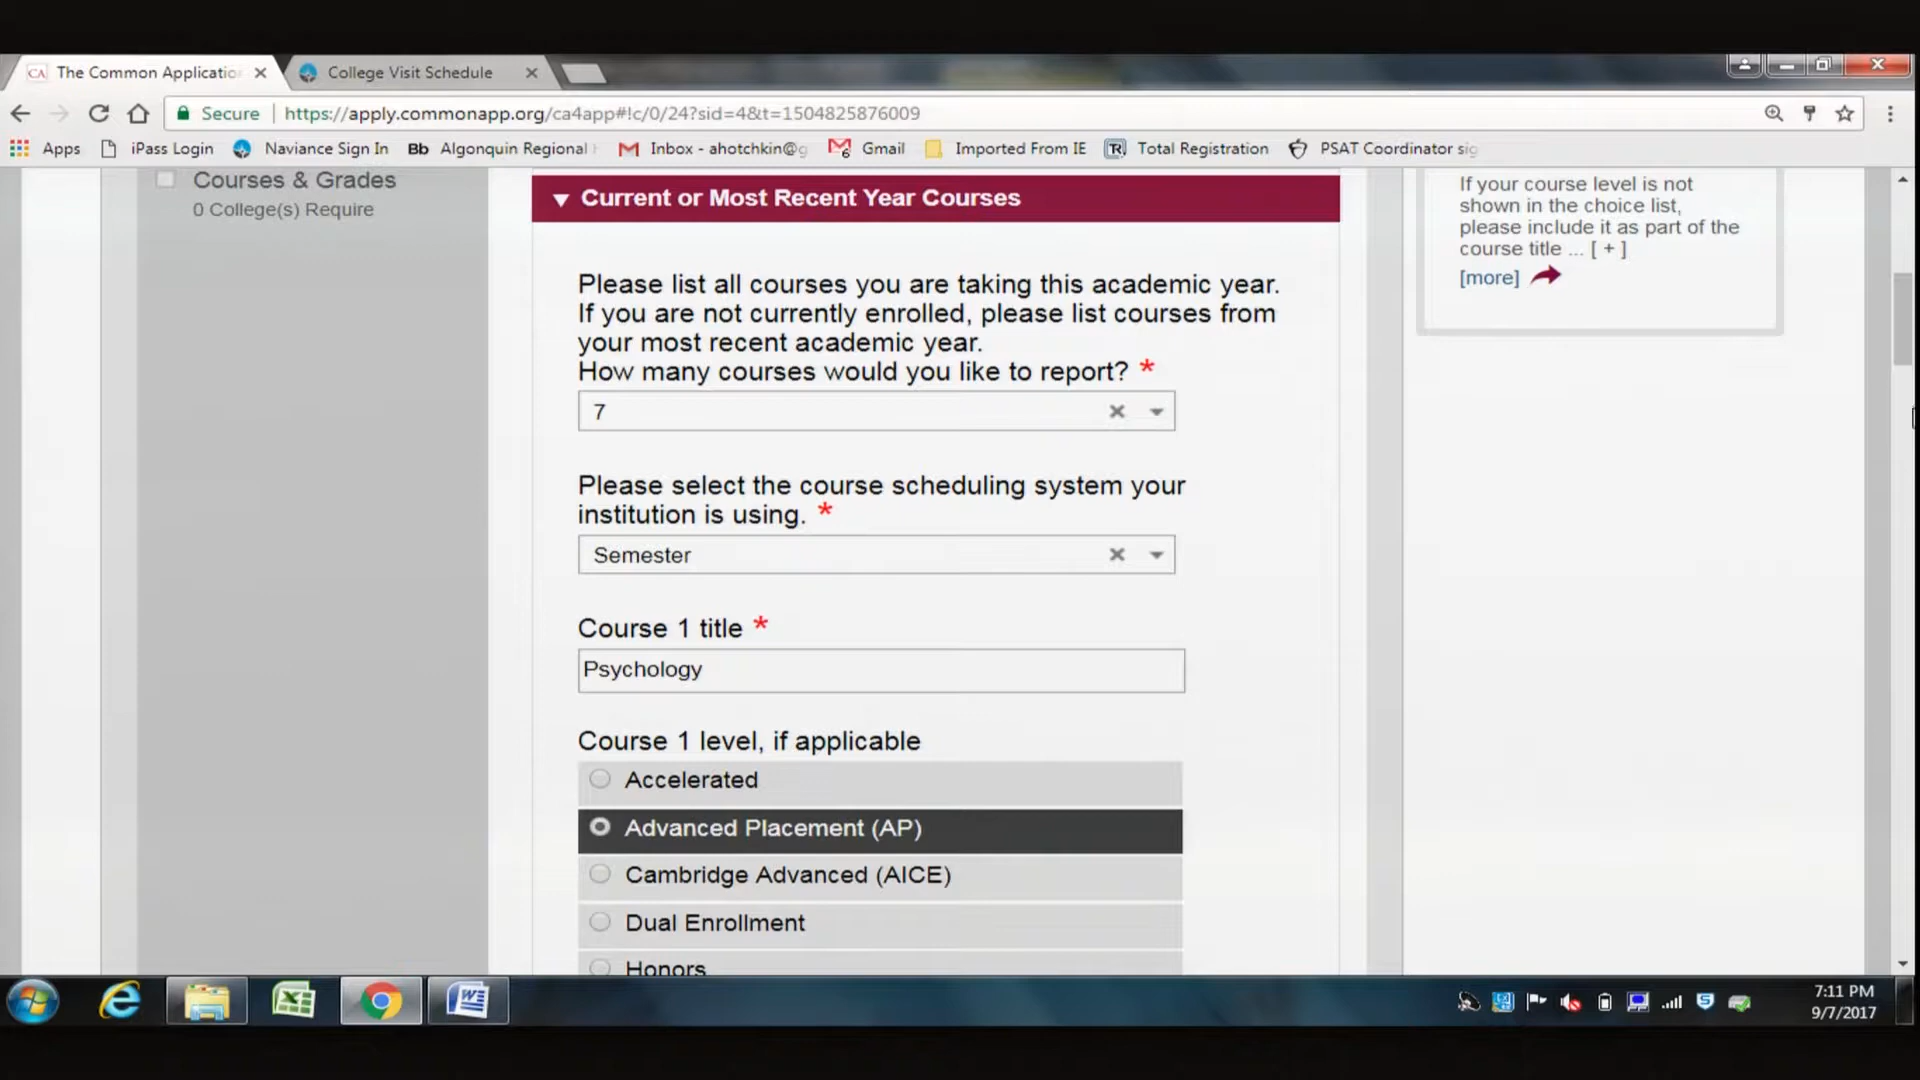 CA The Common Applicatio
College Visit Schedule
Secure
https://apply.commonapp.org/ca4app#!c/0/24?sid=4&t=1504825876009
Apps
iPass Login
Naviance Sign In
Bb Algonquin Regional
Inbox - ahotchkin@g
Gmail
Imported From IE
R Total Registration
PSAT Coordinator sig
Courses & Grades
0 College(s) Require
Current or Most Recent Year Courses
If your course level is not
shown in the choice list,
please include it as part of the
course title ... [ + ]
[more]
Please list all courses you are taking this academic year.
If you are not currently enrolled, please list courses from
your most recent academic year.
How many courses would you like to report? *
7
Please select the course scheduling system your
institution is using. *
Semester
Course 1 title *
Psychology
Course 1 level, if applicable
Accelerated
Advanced Placement (AP)
Cambridge Advanced (AICE)
Dual Enrollment
Honors
7:11 PM
9/7/2017